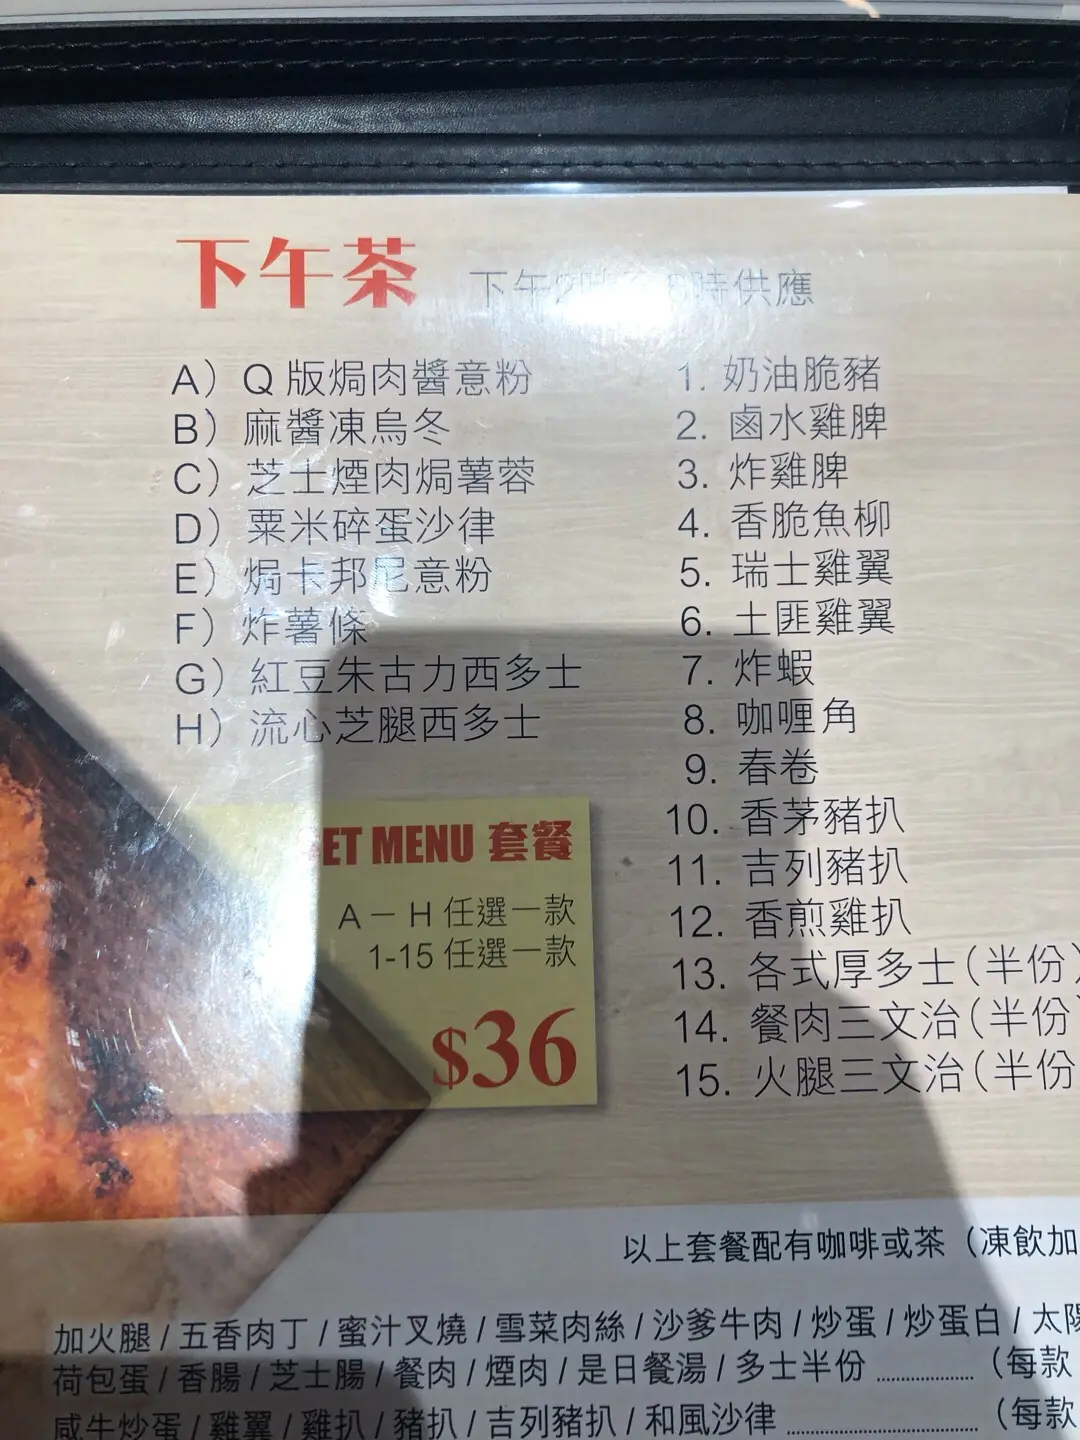 下午茶
下午 時供應
A）Q 版焗肉醬意粉
B）麻醬凍烏冬
C）芝士煙肉焗薯蓉
D）粟米碎蛋沙律
E）焗卡邦尼意粉
F）炸薯條
G）紅豆朱古力西多士
H）流心芝腿西多士
1. 奶油脆豬
2. 鹵水雞脾
3. 炸雞脾
4. 香脆魚柳
5. 瑞士雞翼
6. 土匪雞翼
7. 炸蝦
8. 咖喱角
9. 春卷
10. 香茅豬扒
11. 吉列豬扒
12. 香煎雞扒
13. 各式厚多士（半份）
14. 餐肉三文治（半份
15. 火腿三文治（半份
ET MENU 套餐
A － H 任選一款
1-15 任選一款
$36
以上套餐配有咖啡或茶（凍飲加
加火腿 / 五香肉丁 / 蜜汁叉燒 / 雪菜肉絲 / 沙爹牛肉 / 炒蛋 / 炒蛋白 / 太陽
荷包蛋 / 香腸 / 芝士腸 / 餐肉 / 煙肉 / 是日餐湯 / 多士半份 ................（每款
咸牛炒蛋 / 雞翼 / 雞扒 / 豬扒 / 吉列豬扒 / 和風沙律 ................................（每款